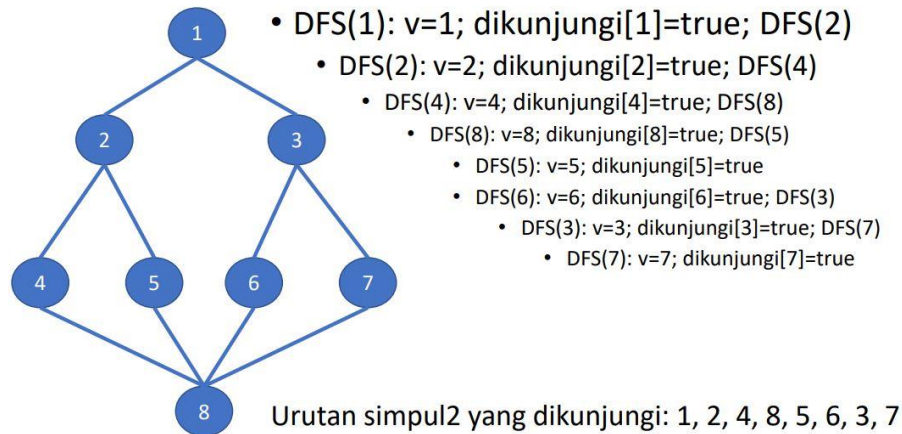 • DFS(1): v=1; dikunjungi[1]=true; DFS(2)
• DFS(2): v=2; dikunjungi[2]=true; DFS(4)
• DFS(4): v=4; dikunjungi[4]=true; DFS(8)
• DFS(8): v=8; dikunjungi[8]=true; DFS(5)
• DFS(5): v=5; dikunjungi[5]=true
• DFS(6): v=6; dikunjungi[6]=true; DFS(3)
• DFS(3): v=3; dikunjungi[3]=true; DFS(7)
• DFS(7): v=7; dikunjungi[7]=true
1
2 3
4 5 6 7
8
Urutan simpul2 yang dikunjungi: 1, 2, 4, 8, 5, 6, 3, 7